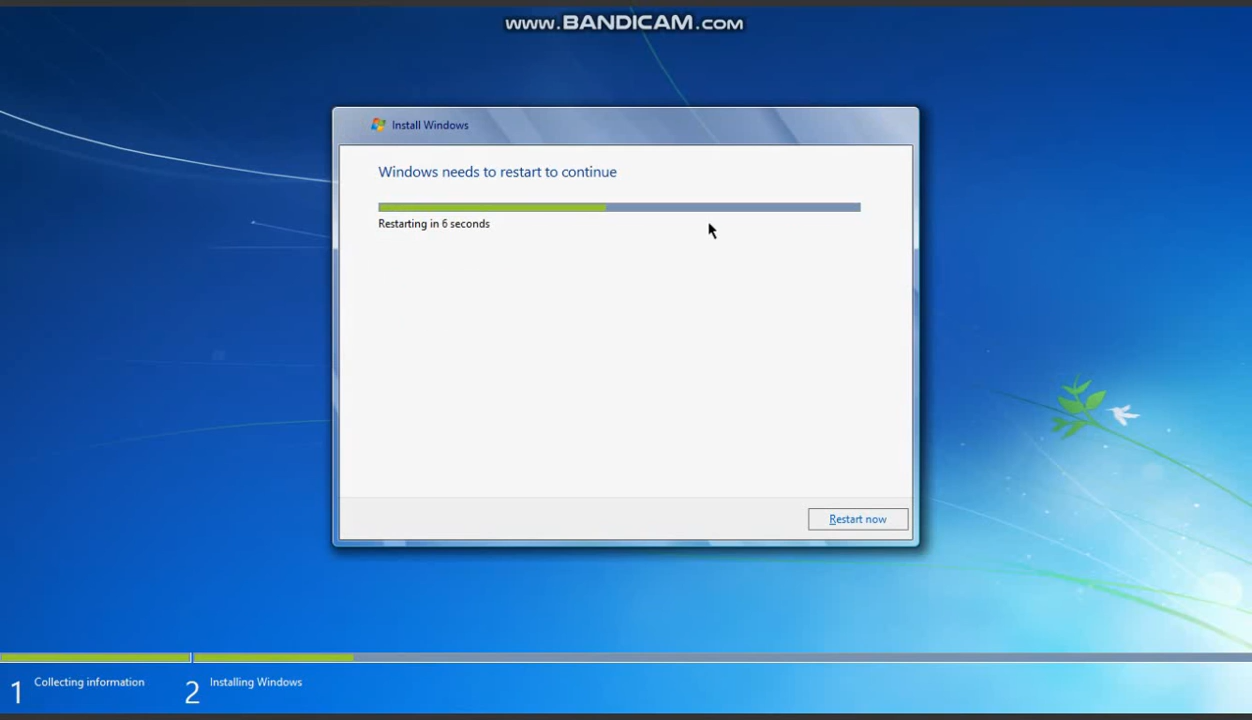 www.BANDICAM.com
Install Windows
Windows needs to restart to continue
Restarting in 6 seconds
Restart now
1 Collecting information
2 Installing Windows